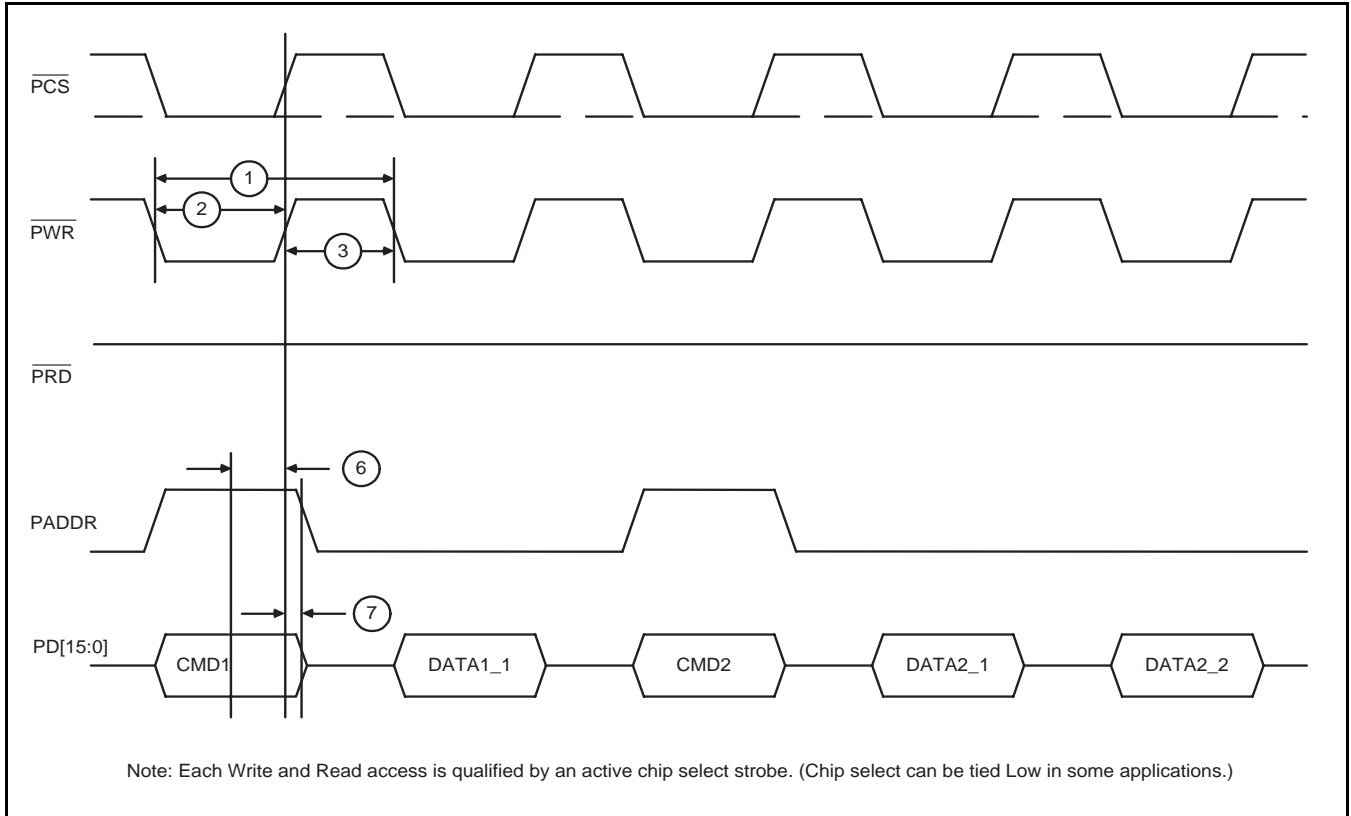 PCS
1
2
PWR
3
PRD
6
PADDR
7
PD[15:0]
CMD1 DATA1_1 CMD2 DATA2_1 DATA2_2
Note: Each Write and Read access is qualified by an active chip select strobe. (Chip select can be tied Low in some applications.)